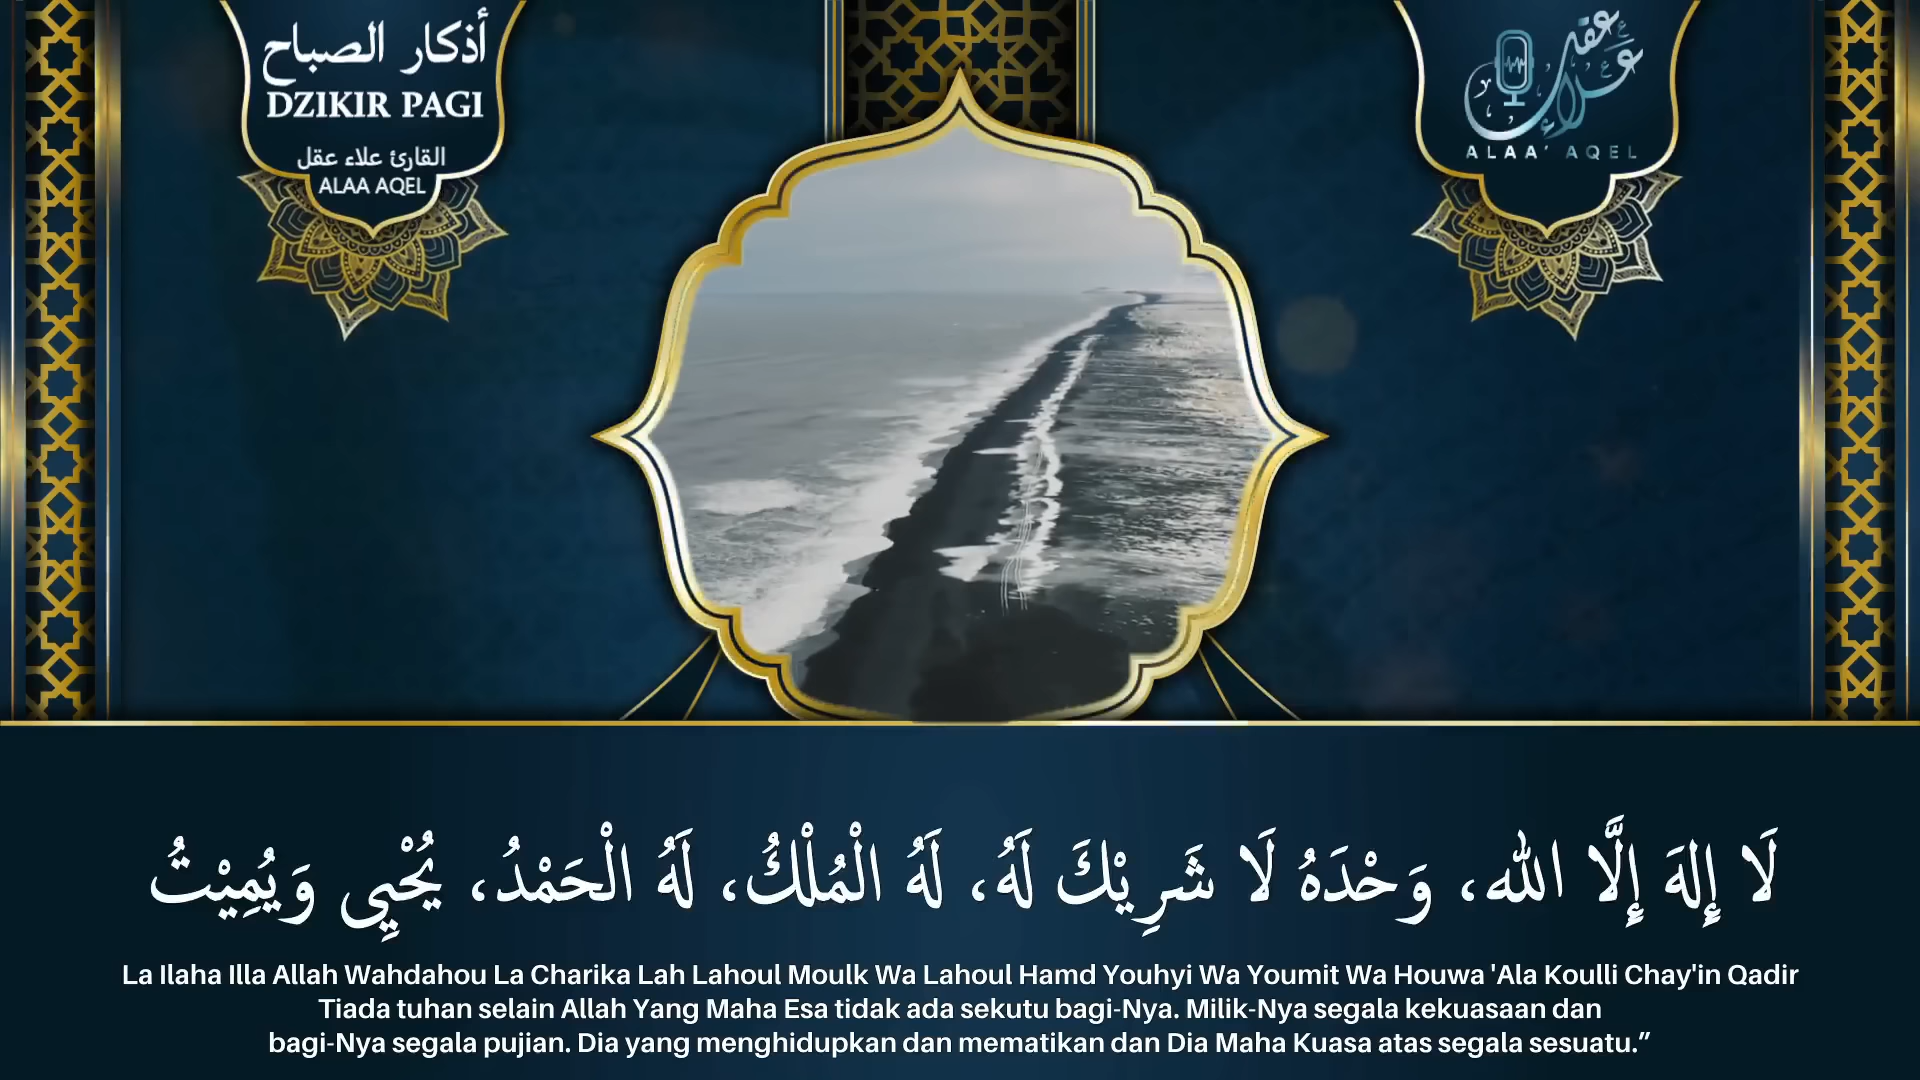 أذكار الصباح
DZIKIR PAGI
القارئ علاء عقل
ALAA AQEL
علاء عقل
ALAA' AQEL
لَا إِلهَ إِلَّا الله، وَحْدَهُ لَا شَرِيْكَ لَهُ، لَهُ الْمُلْكُ، لَهُ الْحَمْدُ، يُحْيِي وَيُمِيْتُ
La Ilaha Illa Allah Wahdahou La Charika Lah Lahoul Moulk Wa Lahoul Hamd Youhyi Wa Youmit Wa Houwa 'Ala Koulli Chay'in Qadir
Tiada tuhan selain Allah Yang Maha Esa tidak ada sekutu bagi-Nya. Milik-Nya segala kekuasaan dan
bagi-Nya segala pujian. Dia yang menghidupkan dan mematikan dan Dia Maha Kuasa atas segala sesuatu.”